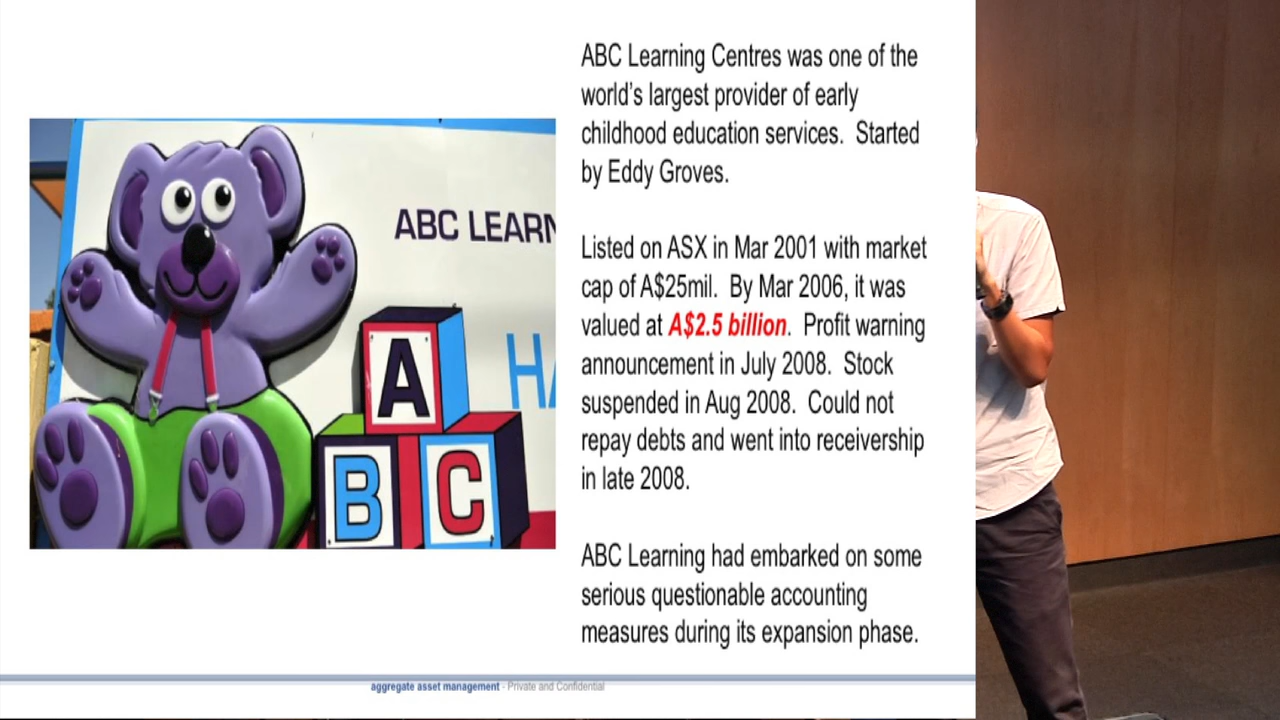 ABC Learning Centres was one of the
world's largest provider of early
childhood education services. Started
by Eddy Groves.
Listed on ASX in Mar 2001 with market
cap of A$25mil. By Mar 2006, it was
valued at A$2.5 billion. Profit warning
announcement in July 2008. Stock
suspended in Aug 2008. Could not
repay debts and went into receivership
in late 2008.
ABC Learning had embarked on some
serious questionable accounting
measures during its expansion phase.
ABC LEARN
HA
A
B C
aggregate asset management - Private and Confidential